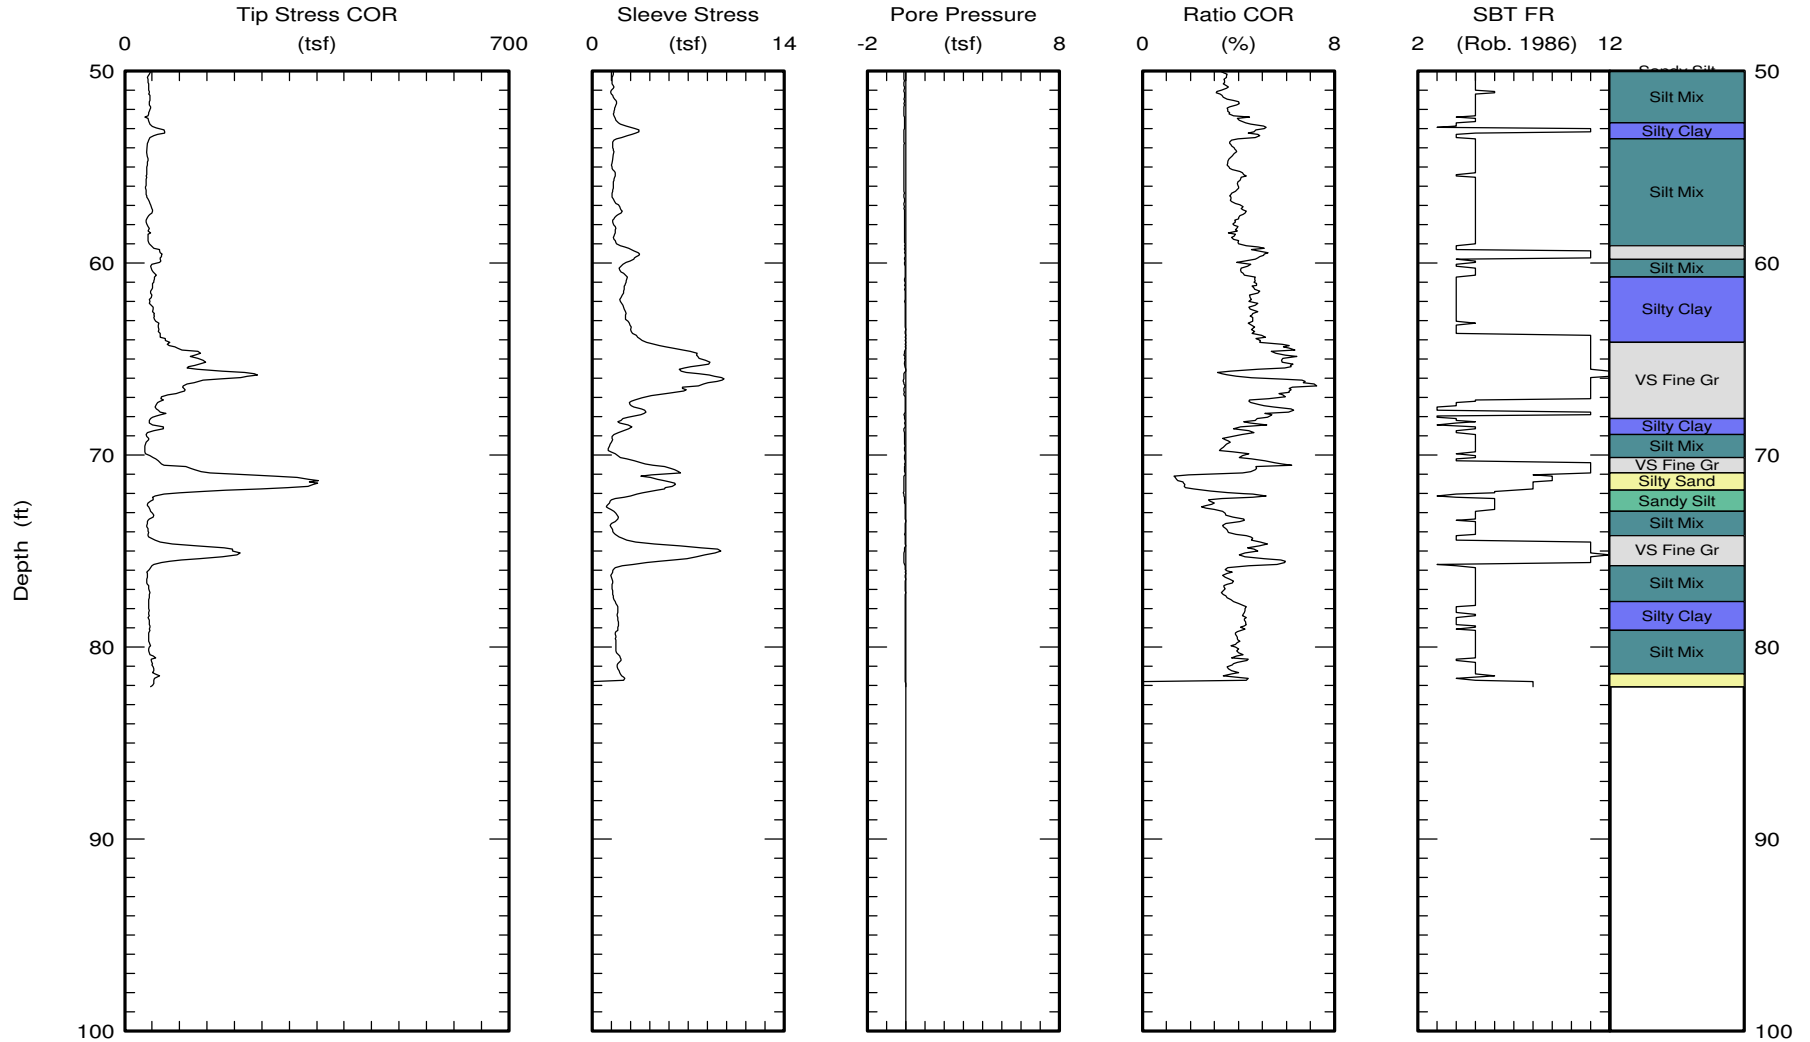 Tip Stress COR Sleeve Stress Pore Pressure Ratio COR SBT FR
0 (tsf) 700 0 (tsf) 14 -2 (tsf) 8 0 (%) 8 2 (Rob. 1986) 12
Sandy Silt
50 50
Silt Mix
Silty Clay
Silt Mix
60 Silt Mix 60
Silty Clay
VS Fine Gr
Silty Clay
Silt Mix
70 70
VS Fine Gr
Silty Sand
Sandy Silt
Silt Mix
VS Fine Gr
Depth (ft)
Silt Mix
Silty Clay
80 Silt Mix 80
90 90
100 100